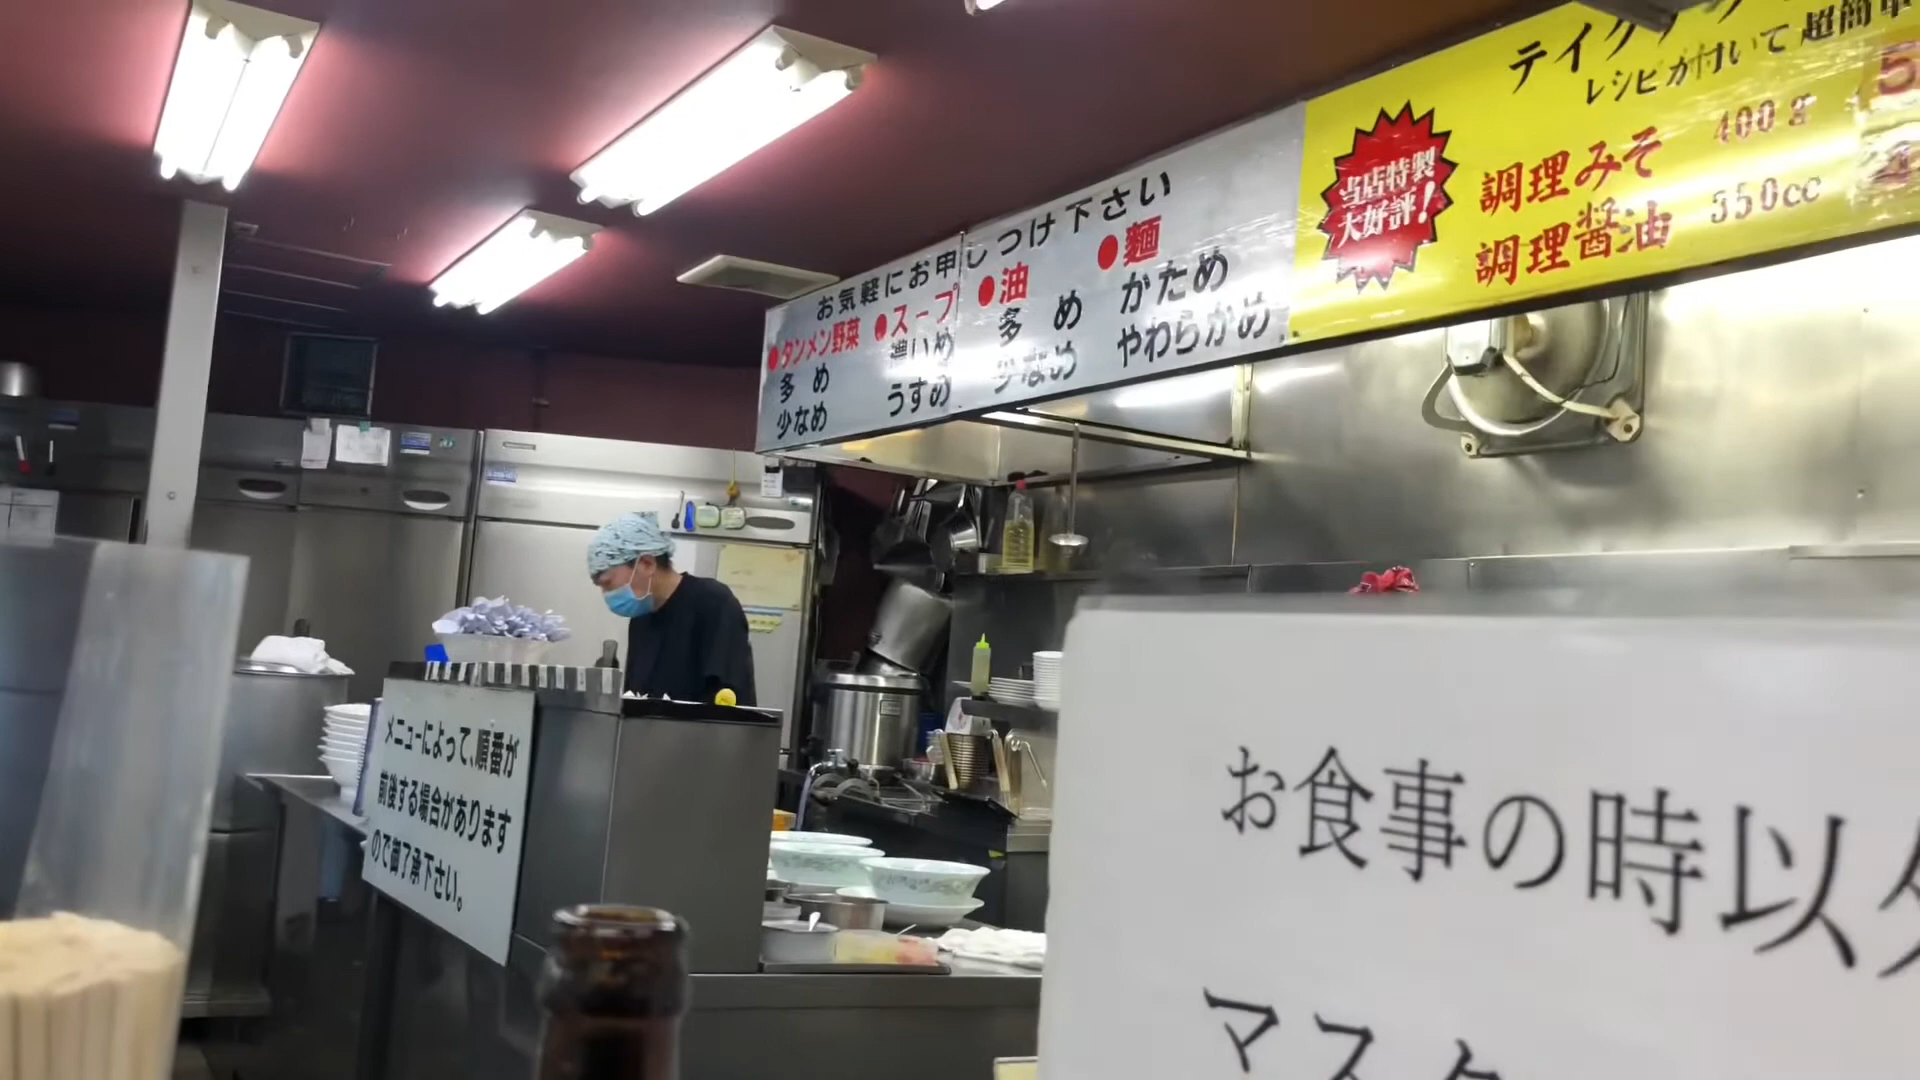 お気軽にお申しつけ下さい
●タンメン野菜 ●スープ ●油 ●麺
多め 濃いめ 多め かため
少なめ うすめ 少なめ やわらかめ
テイクアウ
レシピが付いて超簡単
当店特製
大好評!
調理みそ 400g
調理醤油 350cc
メニューによって、順番が
前後する場合があります
ので御了承下さい。
お食事の時以外
マスク